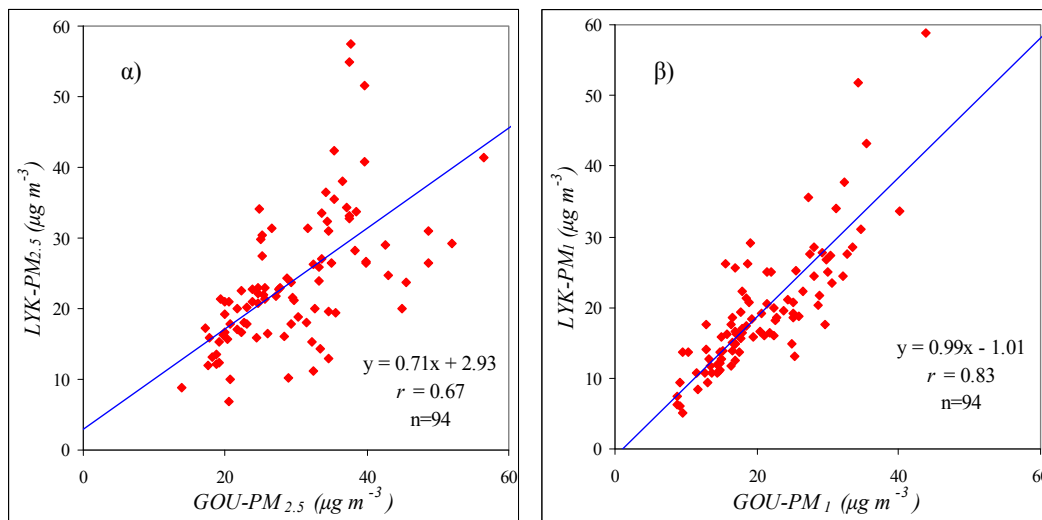 α)
LYK-PM2.5 (μg m-3)
60
50
40
30
20
10
0
y = 0.71x + 2.93
r = 0.67
n=94
0 20 40 60
GOU-PM2.5 (μg m-3)
β)
LYK-PM1 (μg m-3)
60
50
40
30
20
10
0
y = 0.99x - 1.01
r = 0.83
n=94
0 20 40 60
GOU-PM1 (μg m-3)